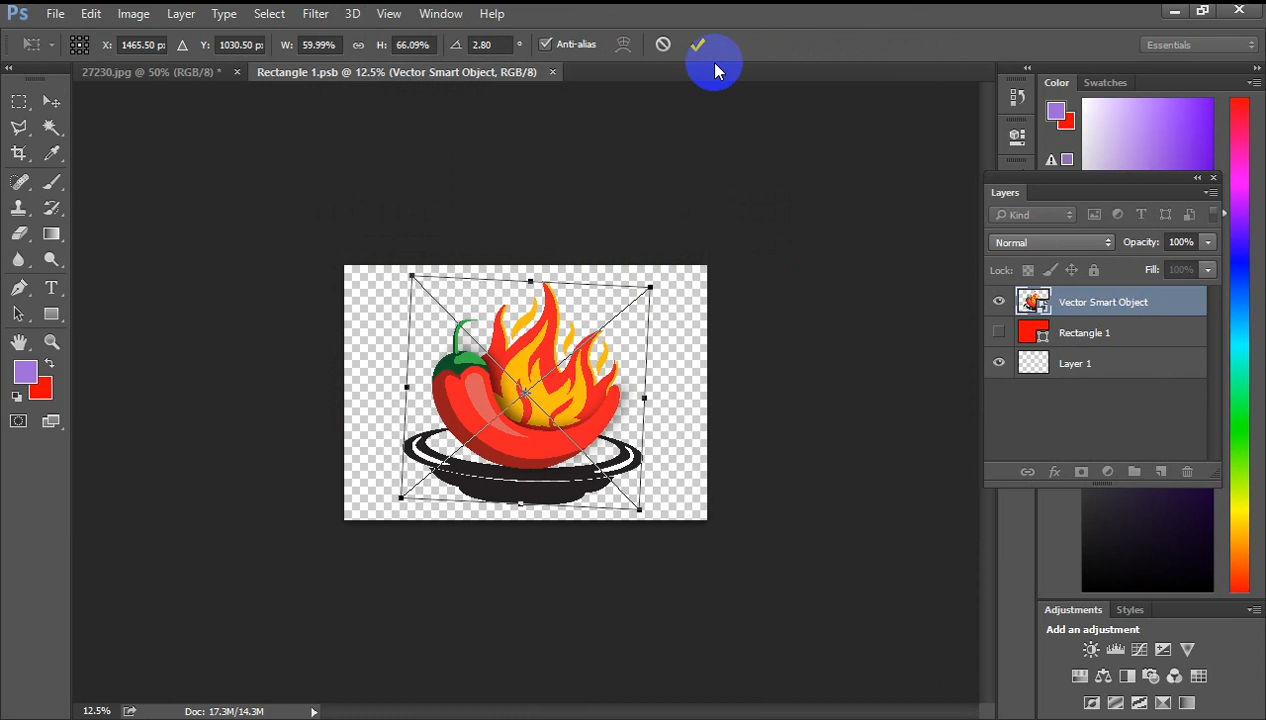 Ps File Edit Image Layer Type Select Filter 3D View Window Help
X: 1465.50 px Y: 1030.50 px W: 59.99% H: 66.09% 2.80 ° Anti-alias Essentials
27230.jpg @ 50% (RGB/8) * × Rectangle 1.psb @ 12.5% (Vector Smart Object, RGB/8) ×
Color Swatches
Layers
Kind
Normal Opacity: 100%
Lock: Fill: 100%
Vector Smart Object
Rectangle 1
Layer 1
fx
Adjustments Styles
Add an adjustment
12.5% Doc: 17.3M/14.3M